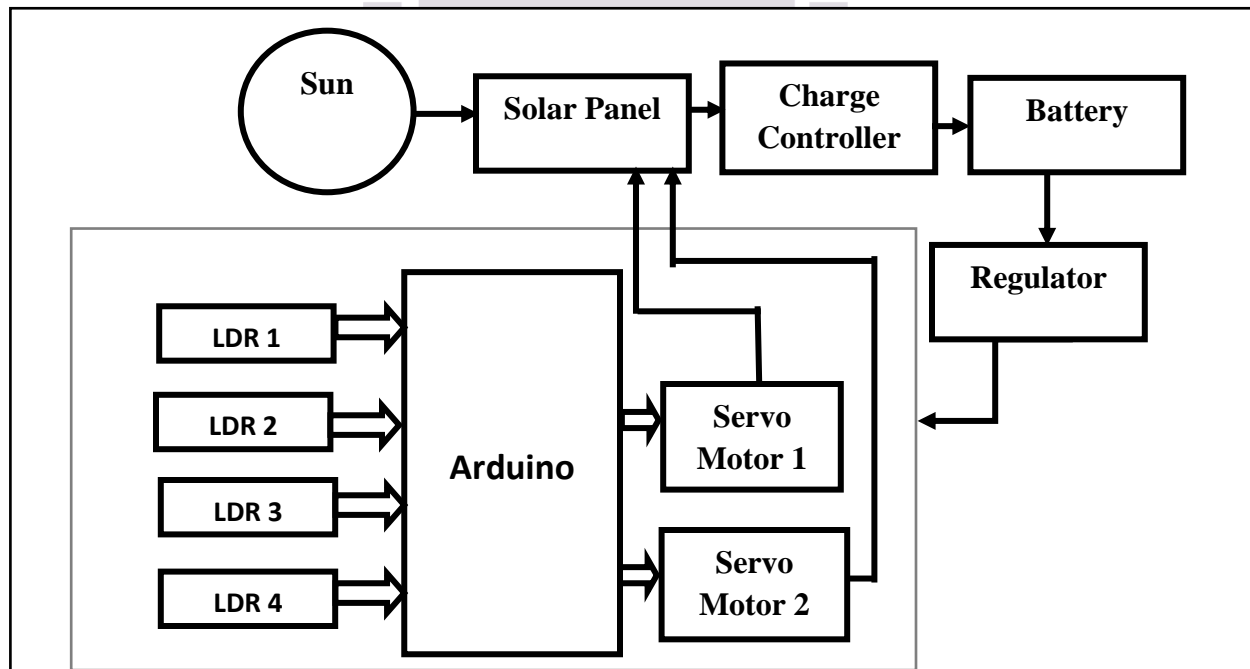 Sun
Solar Panel
Charge
Controller
Battery
Regulator
LDR 1
LDR 2
LDR 3
LDR 4
Arduino
Servo
Motor 1
Servo
Motor 2